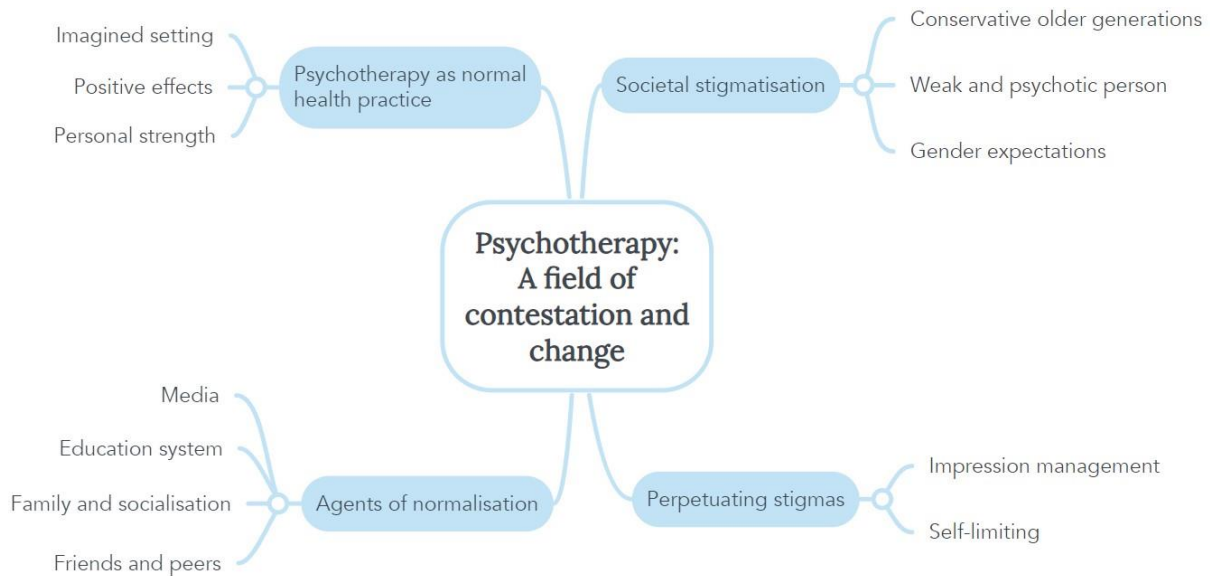 Psychotherapy:
A field of
contestation and
change
Psychotherapy as normal
health practice
Imagined setting
Positive effects
Personal strength
Societal stigmatisation
Conservative older generations
Weak and psychotic person
Gender expectations
Agents of normalisation
Media
Education system
Family and socialisation
Friends and peers
Perpetuating stigmas
Impression management
Self-limiting